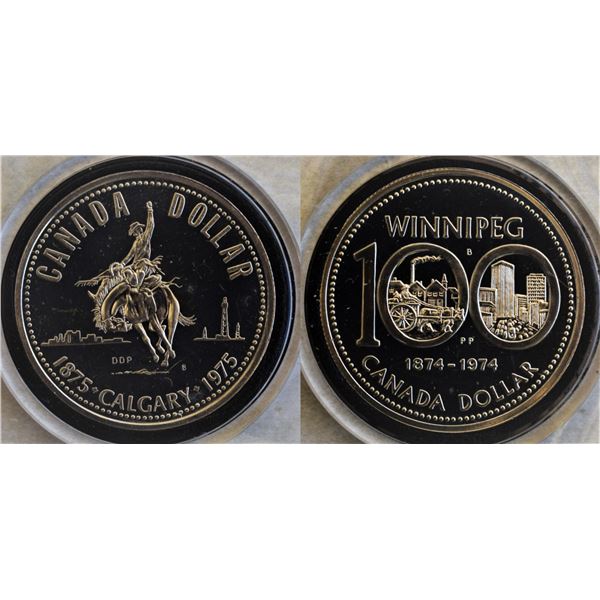 CANADA DOLLAR
DDP
B
1875 · CALGARY · 1975
WINNIPEG
100
B
PP
1874-1974
CANADA DOLLAR